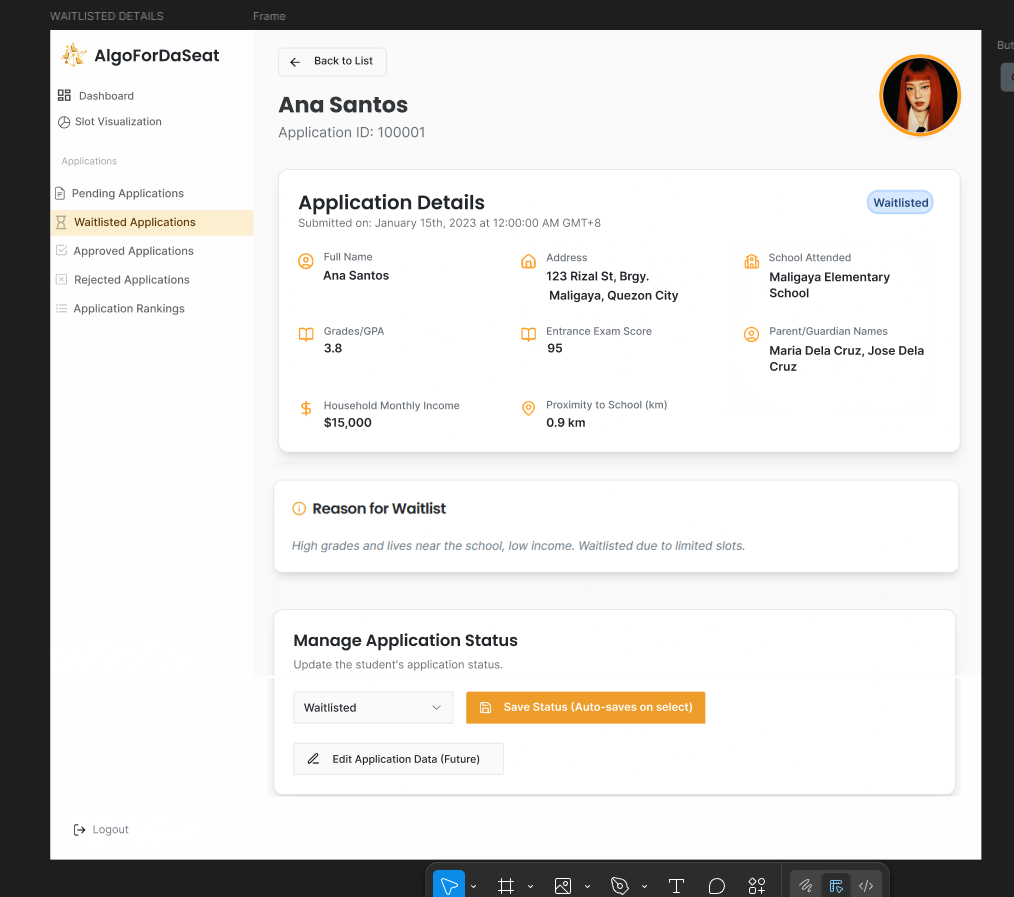 WAITLISTED DETAILS
Frame
But
AlgoForDaSeat
Dashboard
Slot Visualization
Applications
Pending Applications
Waitlisted Applications
Approved Applications
Rejected Applications
Application Rankings
Logout
Back to List
Ana Santos
Application ID: 100001
Application Details
Waitlisted
Submitted on: January 15th, 2023 at 12:00:00 AM GMT+8
Full Name
Ana Santos
Address
123 Rizal St, Brgy.
Maligaya, Quezon City
School Attended
Maligaya Elementary
School
Grades/GPA
3.8
Entrance Exam Score
95
Parent/Guardian Names
Maria Dela Cruz, Jose Dela
Cruz
Household Monthly Income
$15,000
Proximity to School (km)
0.9 km
Reason for Waitlist
High grades and lives near the school, low income. Waitlisted due to limited slots.
Manage Application Status
Update the student's application status.
Waitlisted
Save Status (Auto-saves on select)
Edit Application Data (Future)